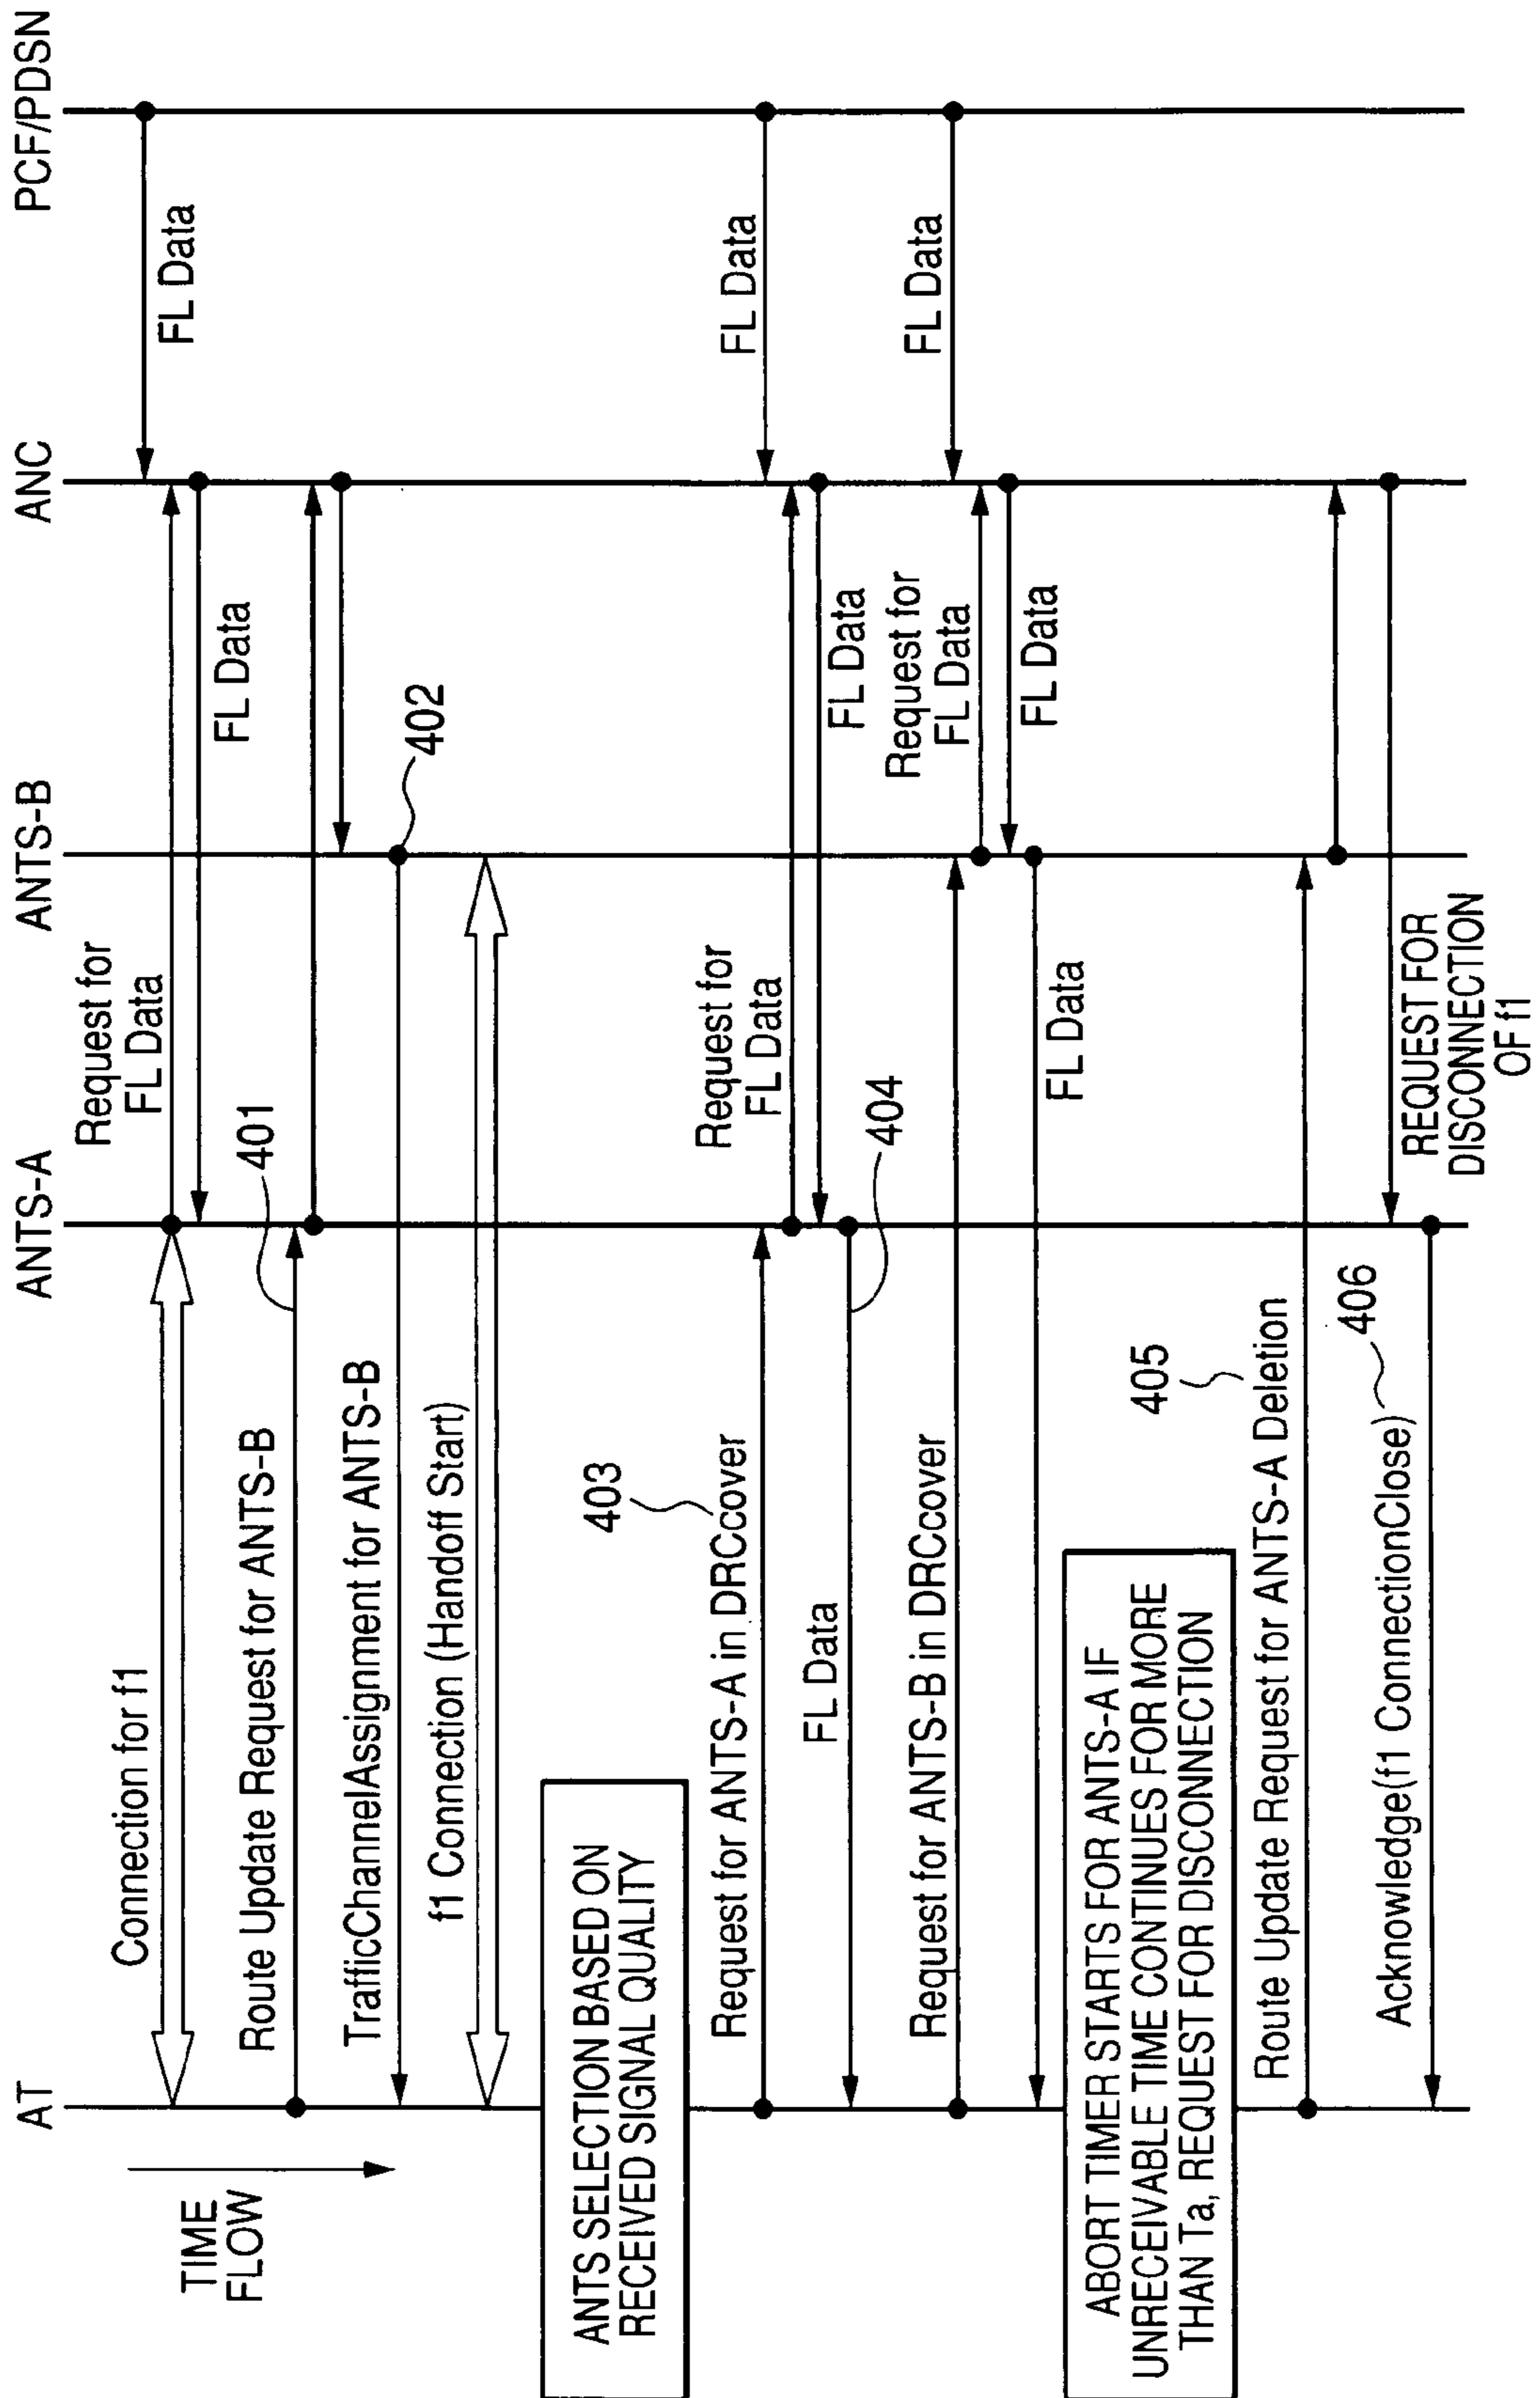 AT
ANTS-A
ANTS-B
ANC
PCF/PDSN
TIME
FLOW
Connection for f1
FL Data
Request for
FL Data
FL Data
401
Route Update Request for ANTS-B
402
TrafficChannelAssignment for ANTS-B
f1 Connection (Handoff Start)
ANTS SELECTION BASED ON
RECEIVED SIGNAL QUALITY
403
Request for ANTS-A in DRCcover
FL Data
Request for
FL Data
FL Data
404
FL Data
Request for ANTS-B in DRCcover
FL Data
Request for
FL Data
FL Data
FL Data
ABORT TIMER STARTS FOR ANTS-A IF
UNRECEIVABLE TIME CONTINUES FOR MORE
THAN Ta, REQUEST FOR DISCONNECTION
405
Route Update Request for ANTS-A Deletion
REQUEST FOR
DISCONNECTION
OF f1
406
Acknowledge(f1 ConnectionClose)